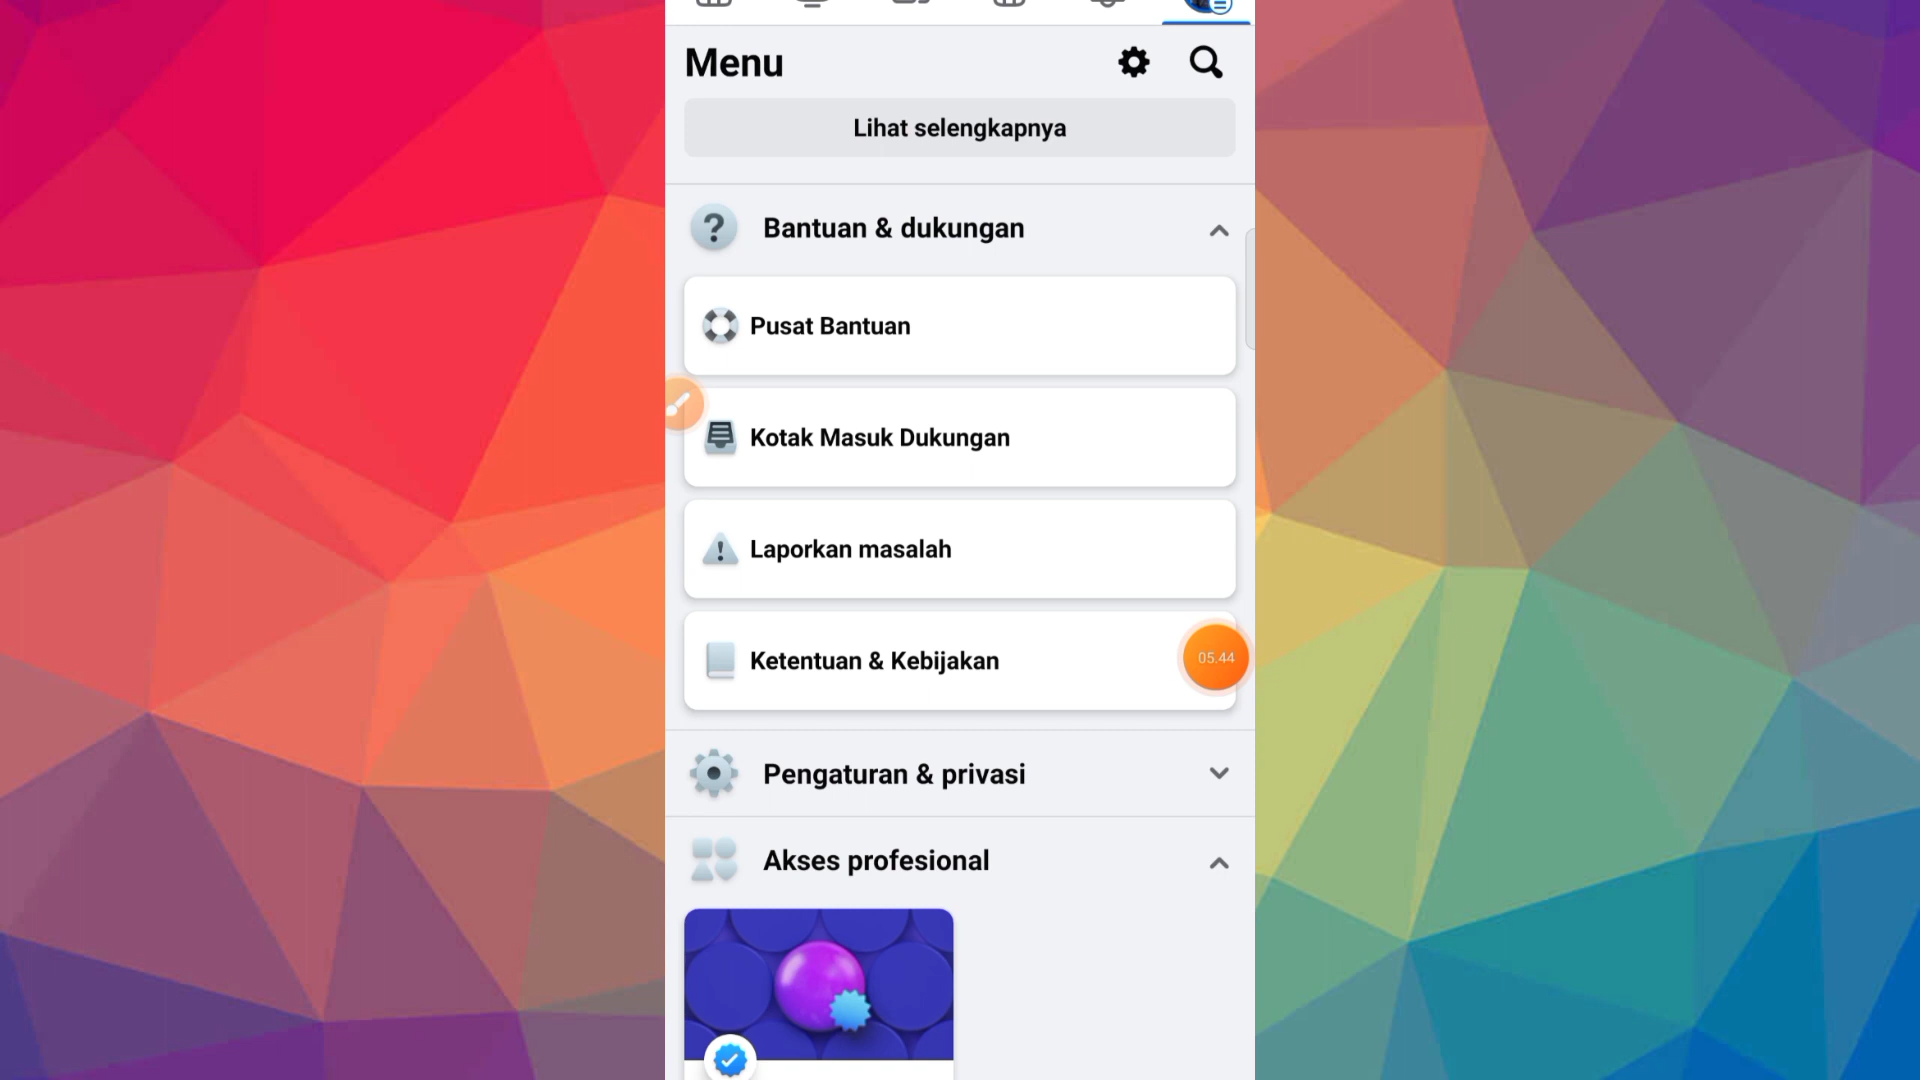 Menu
Lihat selengkapnya
Bantuan & dukungan
Pusat Bantuan
Kotak Masuk Dukungan
Laporkan masalah
Ketentuan & Kebijakan
05.44
Pengaturan & privasi
Akses profesional